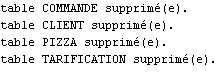 table COMMANDE supprimé(e).
table CLIENT supprimé(e).
table PIZZA supprimé(e).
table TARIFICATION supprimé(e).